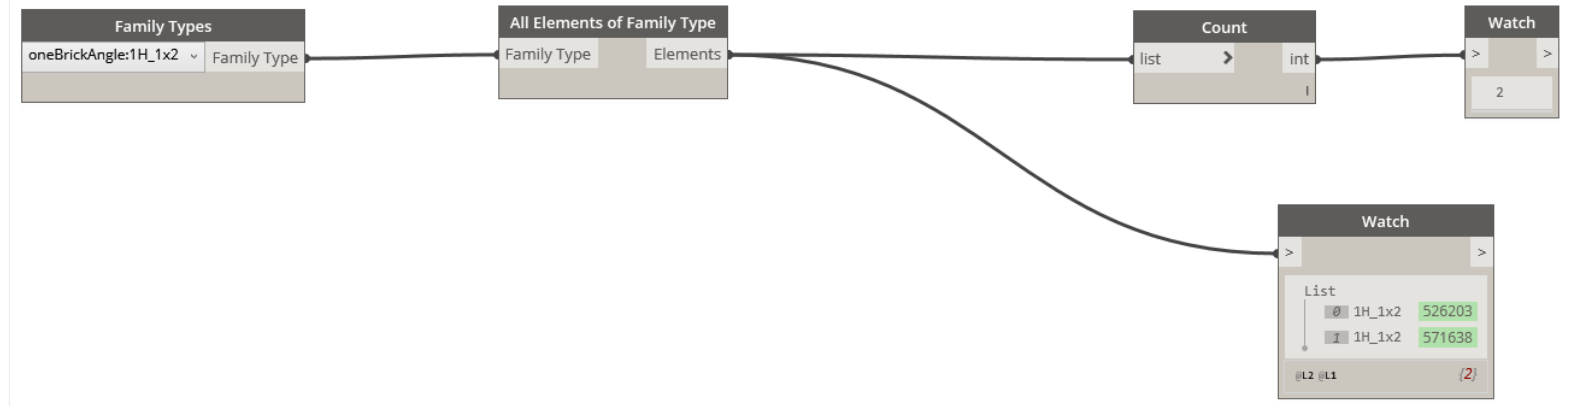 Family Types
oneBrickAngle:1H_1x2
Family Type
All Elements of Family Type
Family Type
Elements
Count
list
>
int
I
Watch
>
>
2
Watch
>
>
List
0 1H_1x2 526203
1 1H_1x2 571638
@L2 @L1
{2}